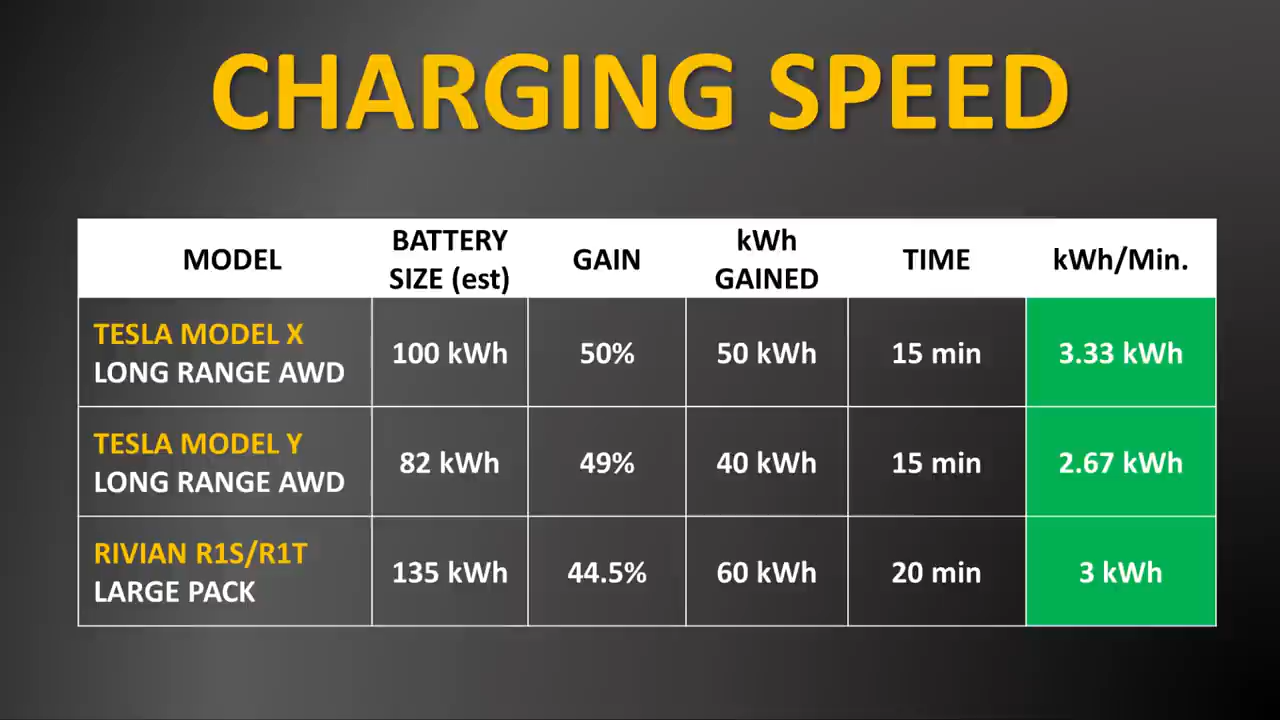 CHARGING SPEED
MODEL
BATTERY
SIZE (est)
GAIN
kWh
GAINED
TIME
kWh/Min.
TESLA MODEL X
LONG RANGE AWD
100 kWh
50%
50 kWh
15 min
3.33 kWh
TESLA MODEL Y
LONG RANGE AWD
82 kWh
49%
40 kWh
15 min
2.67 kWh
RIVIAN R1S/R1T
LARGE PACK
135 kWh
44.5%
60 kWh
20 min
3 kWh